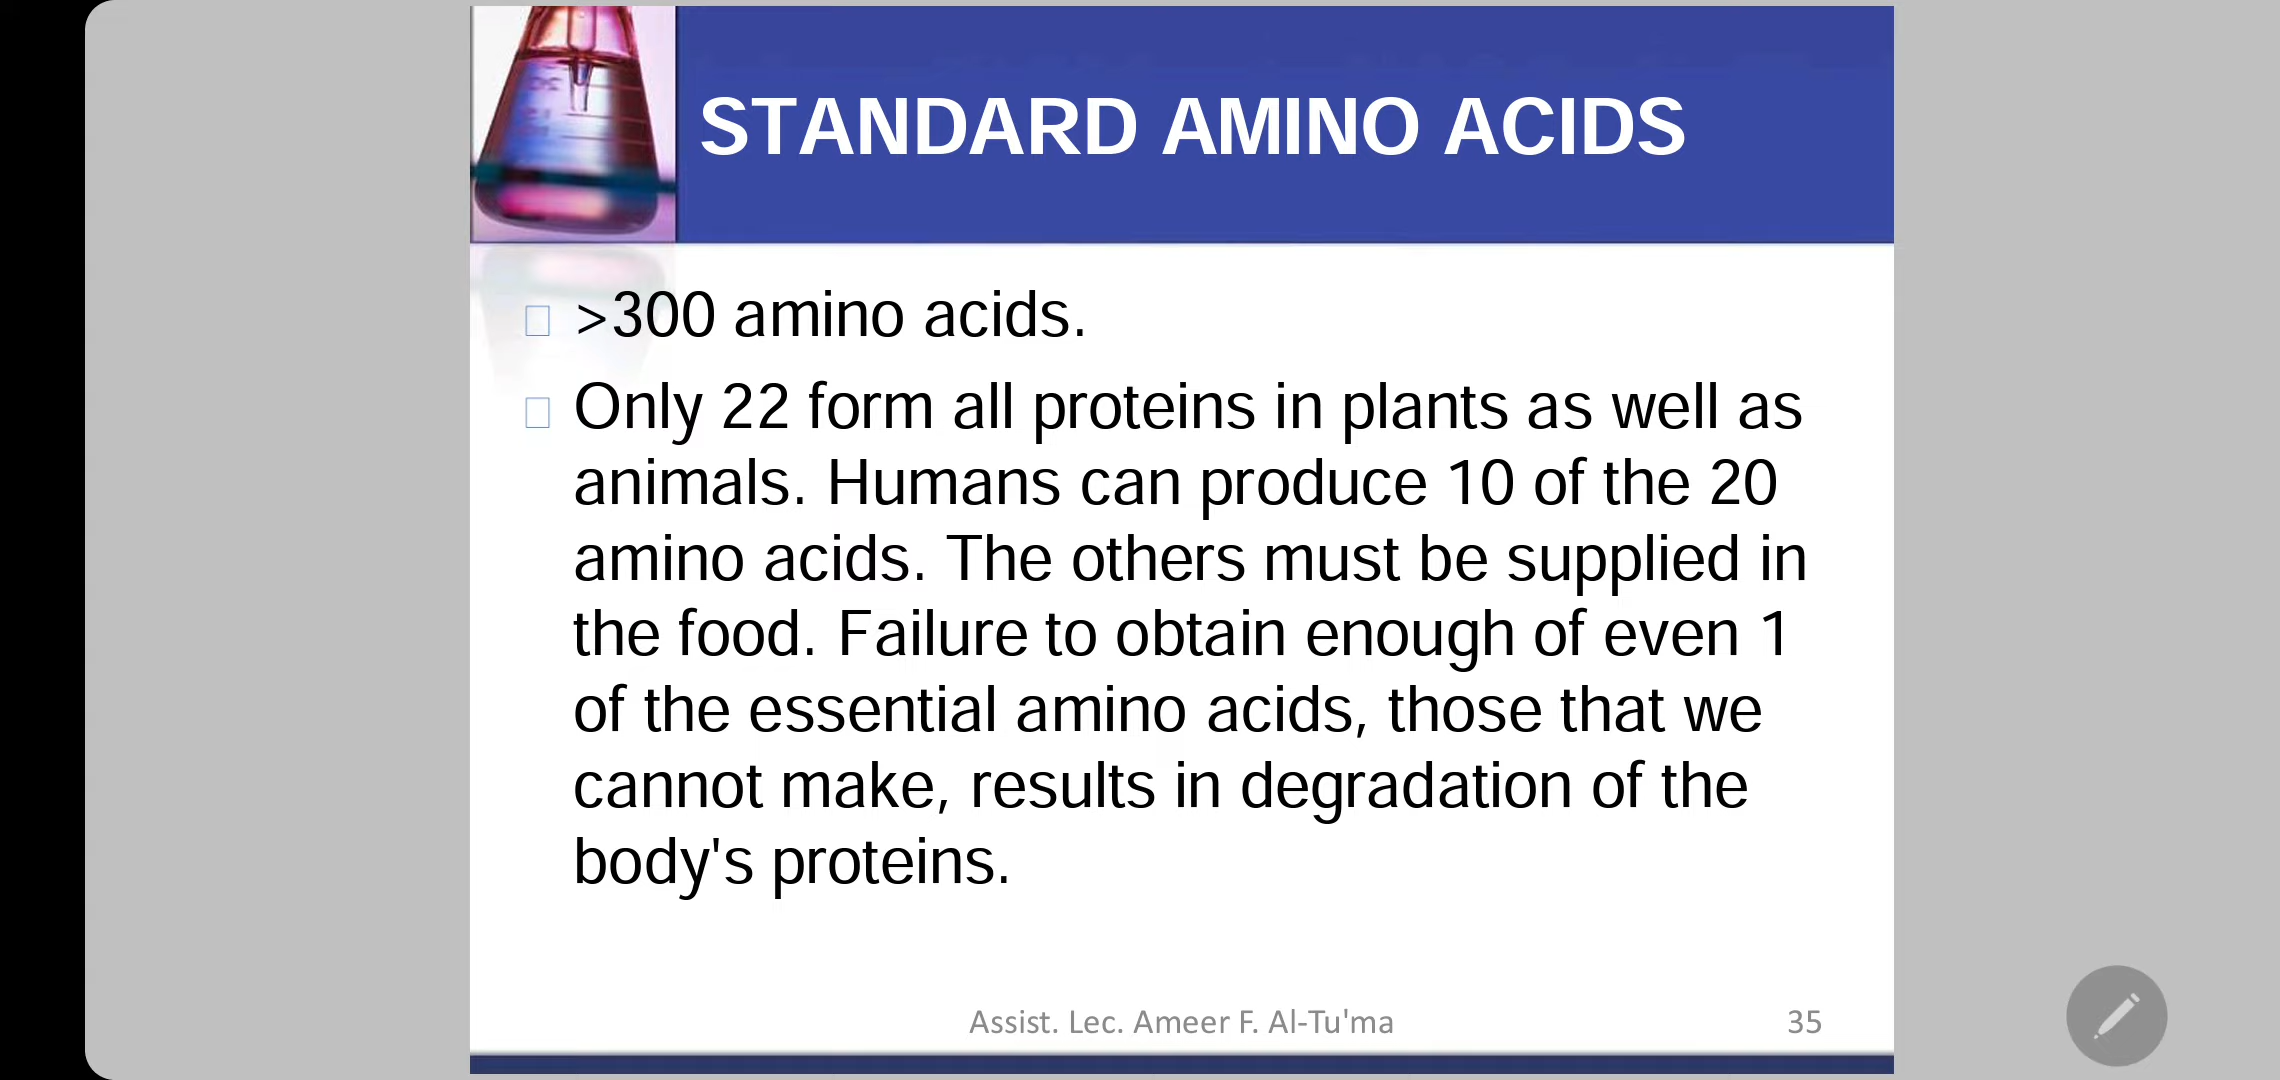 STANDARD AMINO ACIDS
>300 amino acids.
Only 22 form all proteins in plants as well as
animals. Humans can produce 10 of the 20
amino acids. The others must be supplied in
the food. Failure to obtain enough of even 1
of the essential amino acids, those that we
cannot make, results in degradation of the
body's proteins.
Assist. Lec. Ameer F. Al-Tu'ma
35